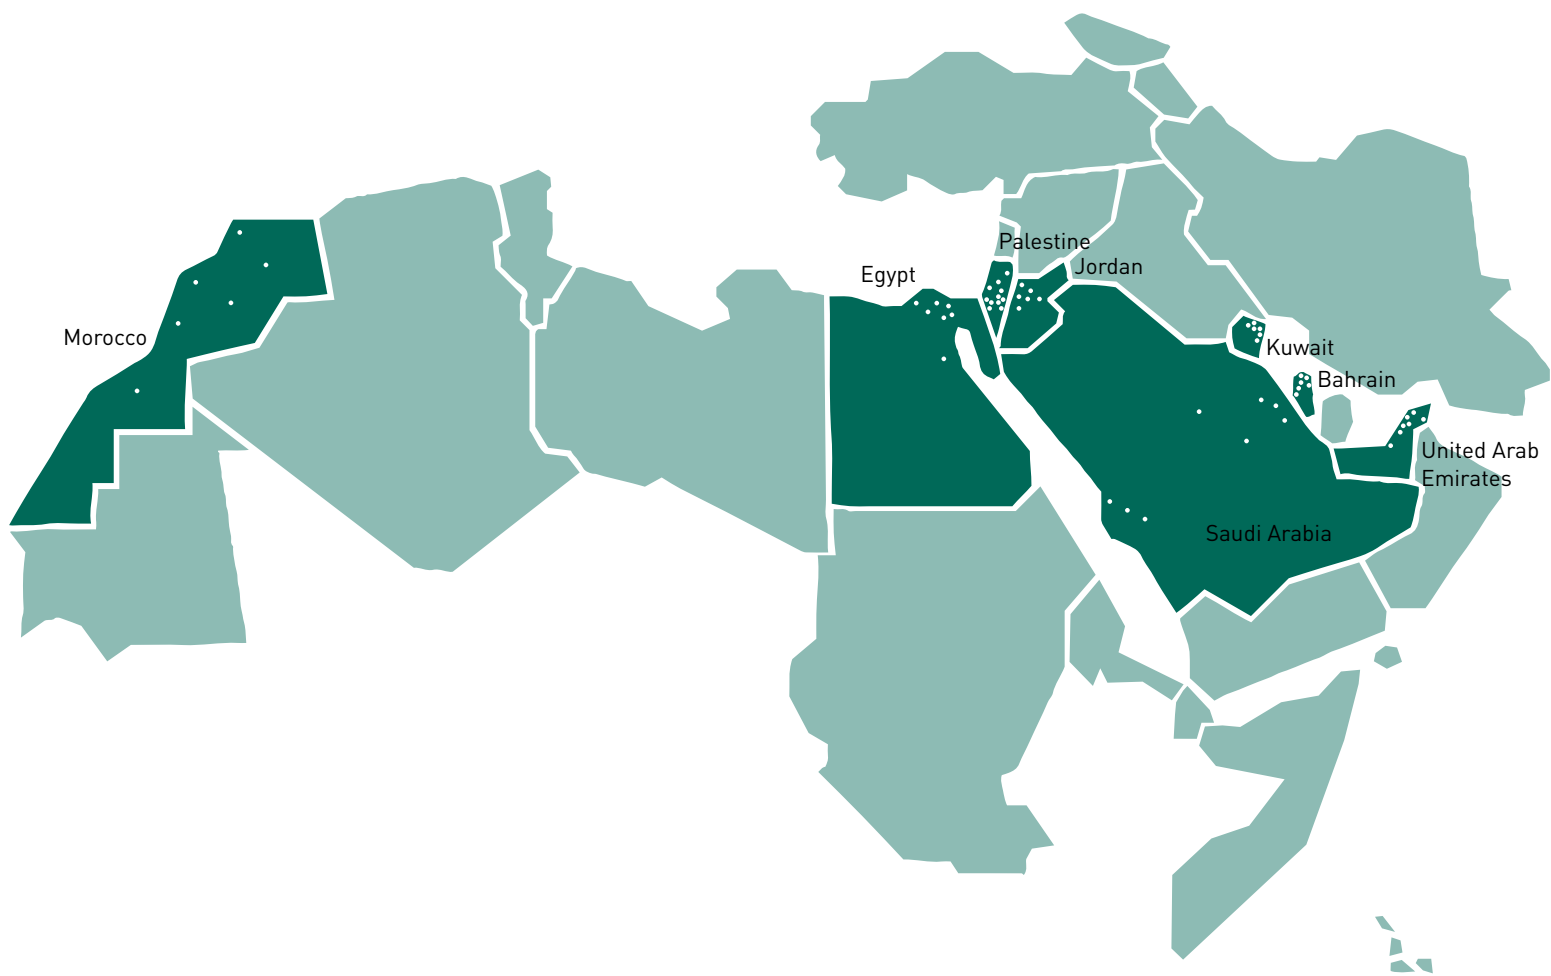 Palestine
Jordan
Egypt
Morocco
Kuwait
Bahrain
United Arab
Emirates
Saudi Arabia